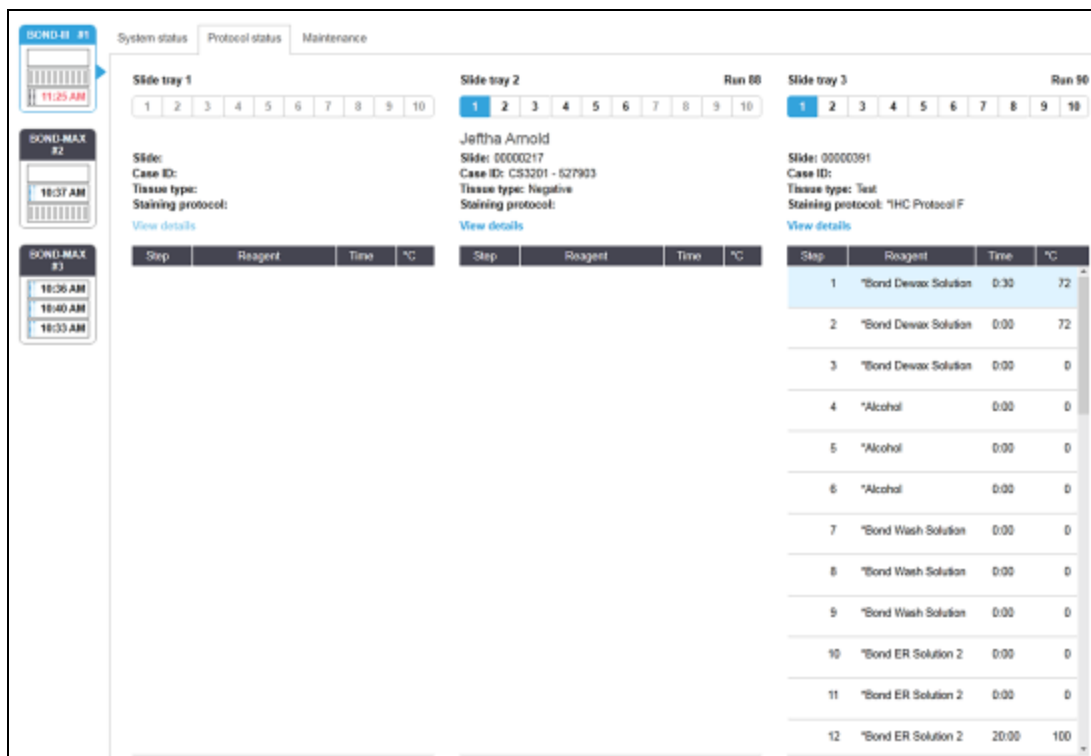 BOND-III #1
11:25 AM
BOND-MAX
#2
10:37 AM
BOND-MAX
#3
10:36 AM
10:40 AM
10:33 AM
System status Protocol status Maintenance
Slide tray 1
1 2 3 4 5 6 7 8 9 10
Slide:
Case ID:
Tissue type:
Staining protocol:
View details
Step Reagent Time °C
Slide tray 2 Run 88
1 2 3 4 5 6 7 8 9 10
Jeftha Arnold
Slide: 00000217
Case ID: CS3201 - 527903
Tissue type: Negative
Staining protocol:
View details
Step Reagent Time °C
Slide tray 3 Run 90
1 2 3 4 5 6 7 8 9 10
Slide: 00000391
Case ID:
Tissue type: Test
Staining protocol: *IHC Protocol F
View details
Step Reagent Time °C
1 *Bond Dewax Solution 0:30 72
2 *Bond Dewax Solution 0:00 72
3 *Bond Dewax Solution 0:00 0
4 *Alcohol 0:00 0
5 *Alcohol 0:00 0
6 *Alcohol 0:00 0
7 *Bond Wash Solution 0:00 0
8 *Bond Wash Solution 0:00 0
9 *Bond Wash Solution 0:00 0
10 *Bond ER Solution 2 0:00 0
11 *Bond ER Solution 2 0:00 0
12 *Bond ER Solution 2 20:00 100